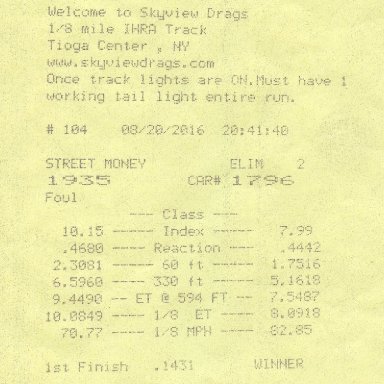 Welcome to Skyview Drags
1/8 mile IHRA Track
Tioga Center , NY
www.skyviewdrags.com
Once track lights are ON,Must have 1
working tail light entire run.
# 104 08/20/2016 20:41:40
STREET MONEY ELIM 2
1935 CAR# 1796
Foul
--- Class ---
10.15 ----- Index ----- 7.99
.4680 ---- Reaction --- .4442
2.3081 ----- 60 ft ----- 1.7516
6.5960 ---- 330 ft ----- 5.1618
9.4490 -- ET @ 594 FT -- 7.5487
10.0849 ---- 1/8 ET ---- 8.0918
70.77 ---- 1/8 MPH ---- 82.85
1st Finish .1431 WINNER